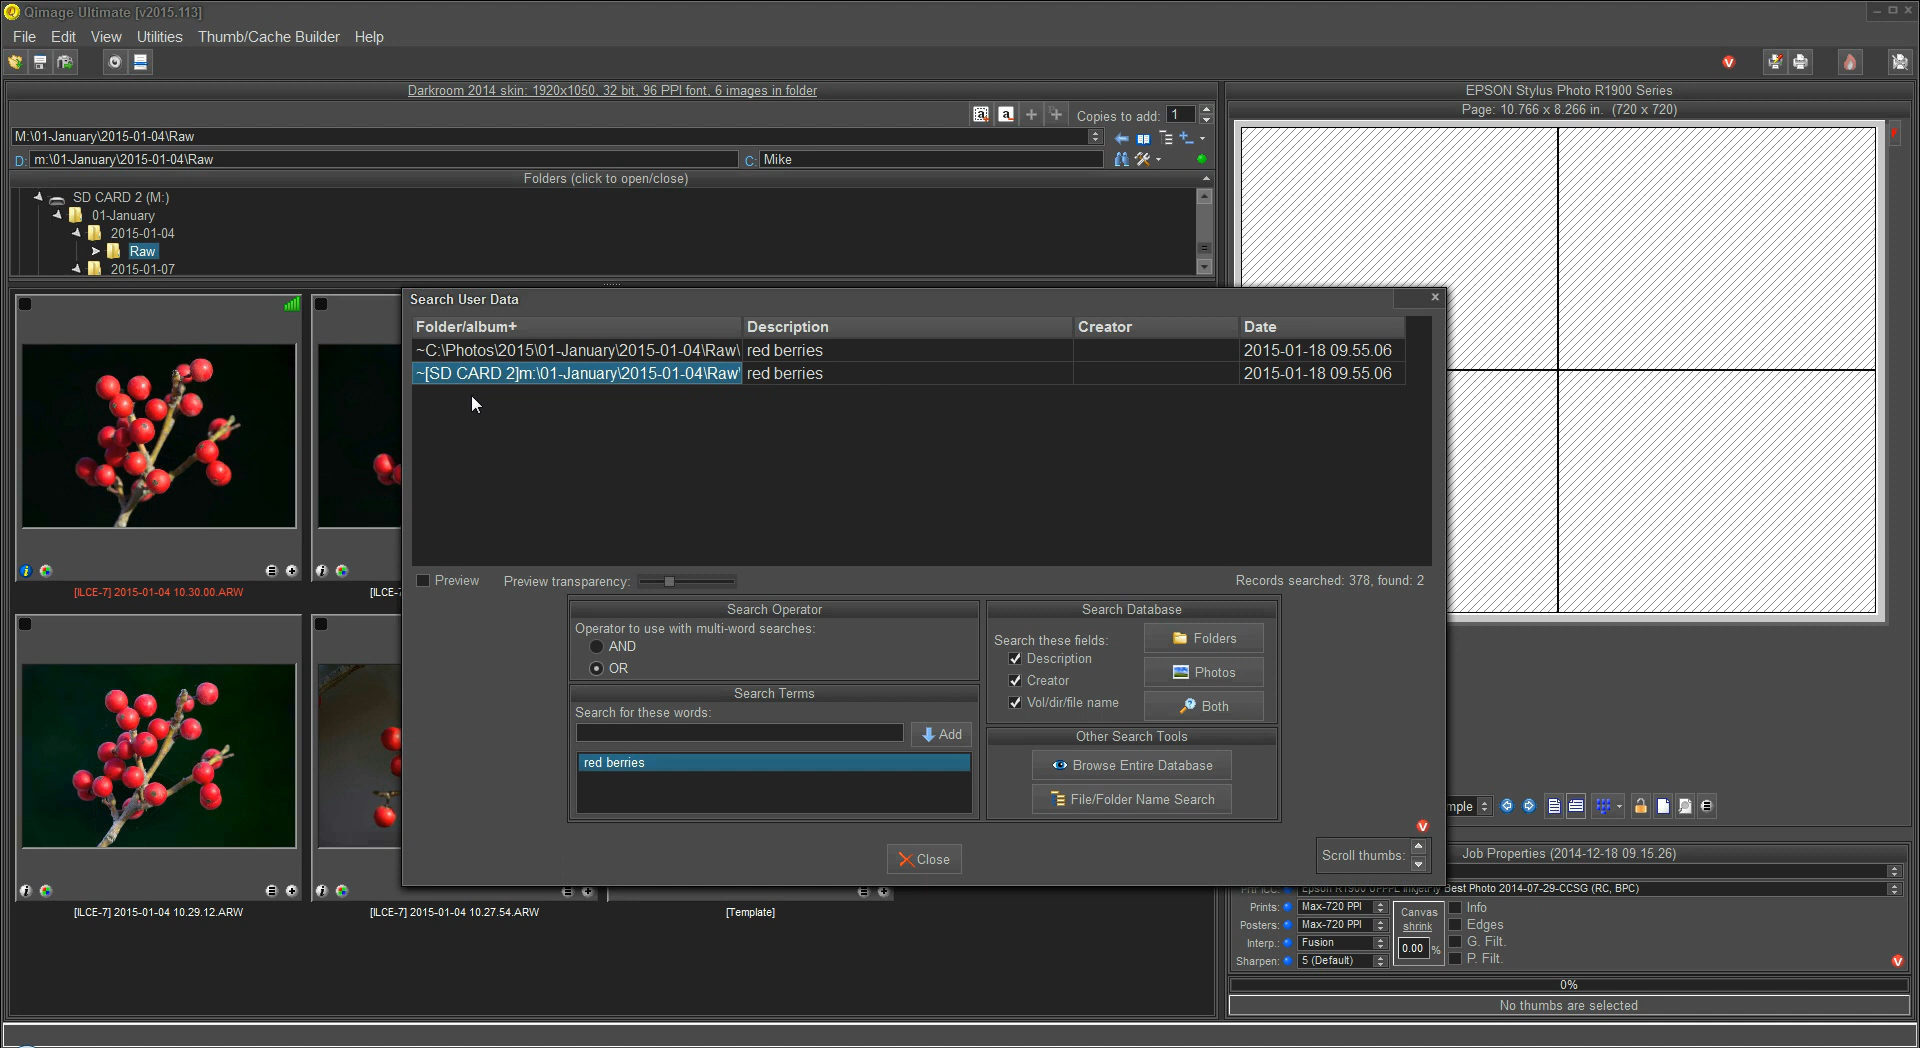 Qimage Ultimate [v2015.113]
File Edit View Utilities Thumb/Cache Builder Help
Darkroom 2014 skin: 1920x1050, 32 bit, 96 PPI font, 6 images in folder
Copies to add: 1
M:\01-January\2015-01-04\Raw
D: m:\01-January\2015-01-04\Raw C: Mike
Folders (click to open/close)
SD CARD 2 (M:)
01-January
2015-01-04
Raw
2015-01-07
EPSON Stylus Photo R1900 Series
Page: 10.766 x 8.266 in. (720 x 720)
Search User Data
Folder/album+ Description Creator Date
~C:\Photos\2015\01-January\2015-01-04\Raw\ red berries 2015-01-18 09.55.06
~[SD CARD 2]m:\01-January\2015-01-04\Raw\ red berries 2015-01-18 09.55.06
Preview Preview transparency: Records searched: 378, found: 2
Search Operator
Operator to use with multi-word searches:
AND
OR
Search Terms
Search for these words:
Add
red berries
Search Database
Search these fields:
Description
Creator
Vol/dir/file name
Folders
Photos
Both
Other Search Tools
Browse Entire Database
File/Folder Name Search
Close
Scroll thumbs:
[ILCE-7] 2015-01-04 10.30.00.ARW
[ILCE-7
[ILCE-7] 2015-01-04 10.29.12.ARW
[ILCE-7] 2015-01-04 10.27.54.ARW
[Template]
mple
Job Properties (2014-12-18 09.15.26)
Best Photo 2014-07-29-CCSG (RC, BPC)
Prints: Max-720 PPI
Posters: Max-720 PPI
Interp.: Fusion
Sharpen: 5 (Default)
Canvas
shrink
0.00 %
Info
Edges
G. Filt.
P. Filt.
0%
No thumbs are selected